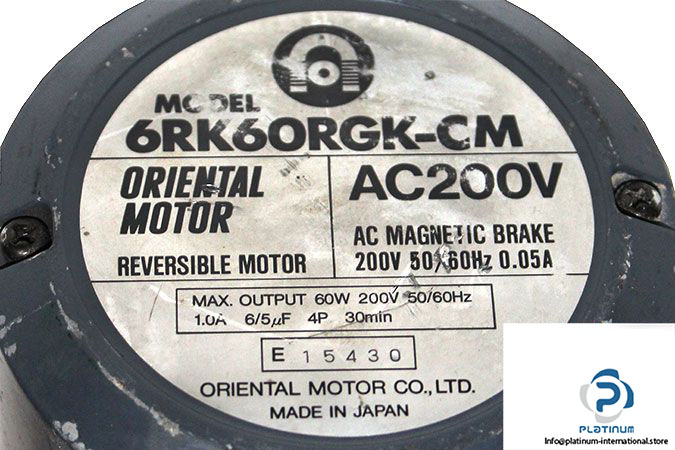 MODEL
6RK60RGK-CM
ORIENTAL
MOTOR
REVERSIBLE MOTOR
AC200V
AC MAGNETIC BRAKE
200V 50/60Hz 0.05A
MAX. OUTPUT 60W 200V 50/60Hz
1.0A 6/5μF 4P 30min
E 15430
ORIENTAL MOTOR CO.,LTD.
MADE IN JAPAN
PLATINUM
Info@platinum-international.store